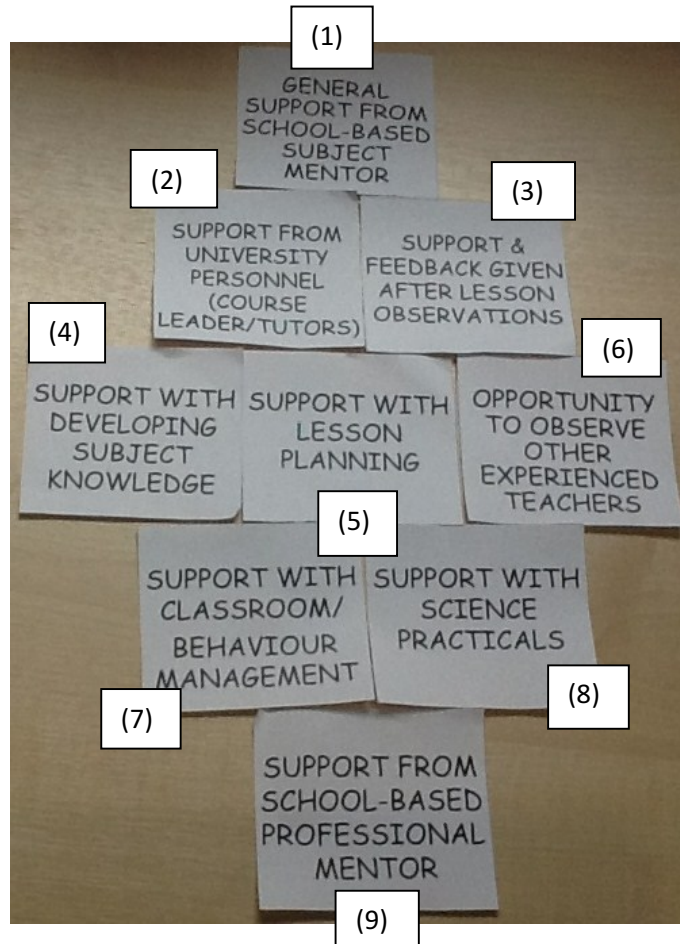 (1)
GENERAL
SUPPORT FROM
SCHOOL-BASED
SUBJECT
MENTOR
(2)
SUPPORT FROM
UNIVERSITY
PERSONNEL
(COURSE
LEADER/TUTORS)
(3)
SUPPORT &
FEEDBACK GIVEN
AFTER LESSON
OBSERVATIONS
(4)
SUPPORT WITH
DEVELOPING
SUBJECT
KNOWLEDGE
SUPPORT WITH
LESSON
PLANNING
(5)
(6)
OPPORTUNITY
TO OBSERVE
OTHER
EXPERIENCED
TEACHERS
SUPPORT WITH
CLASSROOM/
BEHAVIOUR
MANAGEMENT
(7)
SUPPORT WITH
SCIENCE
PRACTICALS
(8)
SUPPORT FROM
SCHOOL-BASED
PROFESSIONAL
MENTOR
(9)